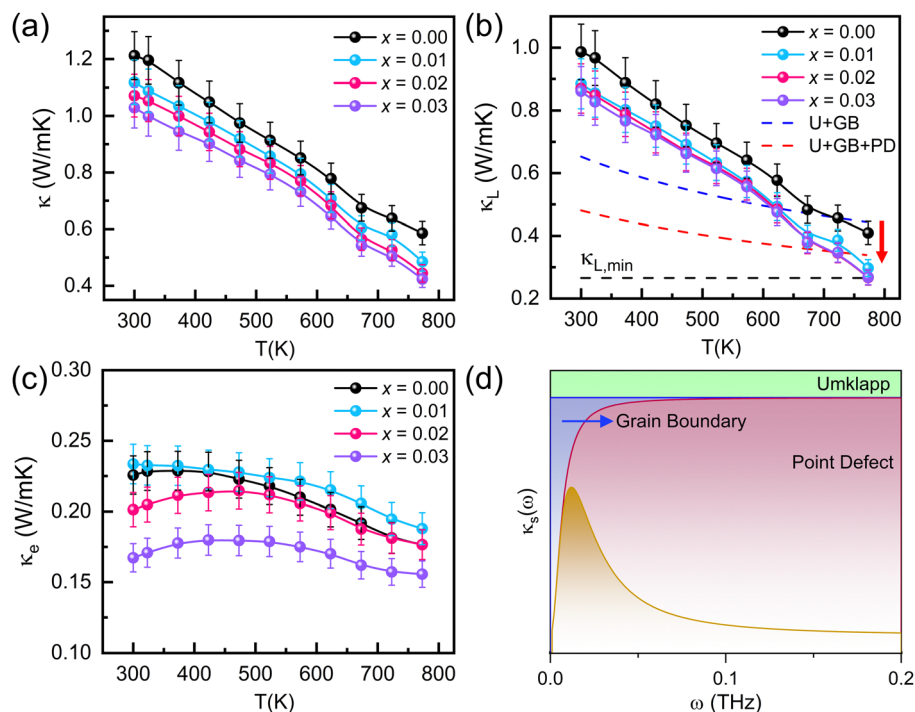 (a)
κ (W/mK)
1.2
1.0
0.8
0.6
0.4
300 400 500 600 700 800
T(K)
x = 0.00
x = 0.01
x = 0.02
x = 0.03
(b)
κL (W/mK)
1.0
0.8
0.6
0.4
0.2
300 400 500 600 700 800
T(K)
x = 0.00
x = 0.01
x = 0.02
x = 0.03
U+GB
U+GB+PD
κL,min
(c)
κe (W/mK)
0.30
0.25
0.20
0.15
0.10
300 400 500 600 700 800
T(K)
x = 0.00
x = 0.01
x = 0.02
x = 0.03
(d)
κs(ω)
Umklapp
Grain Boundary
Point Defect
0.0 0.1 0.2
ω (THz)